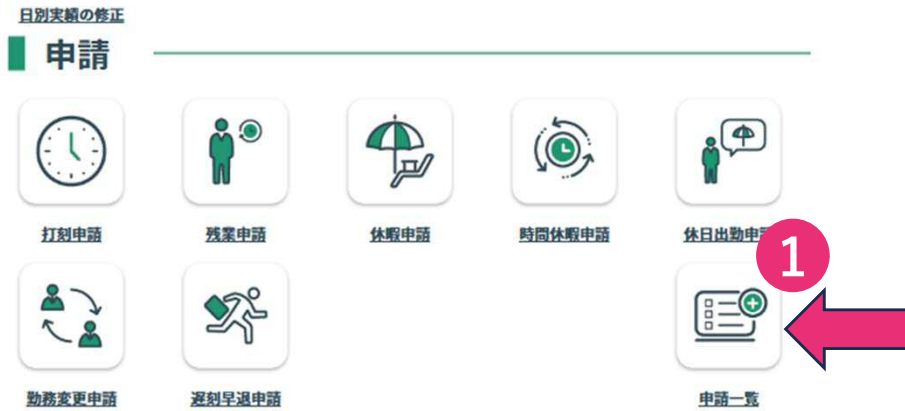 日別実績の修正
申請
打刻申請
残業申請
休暇申請
時間休暇申請
休日出勤申
1
勤務変更申請
遅刻早退申請
申請一覧